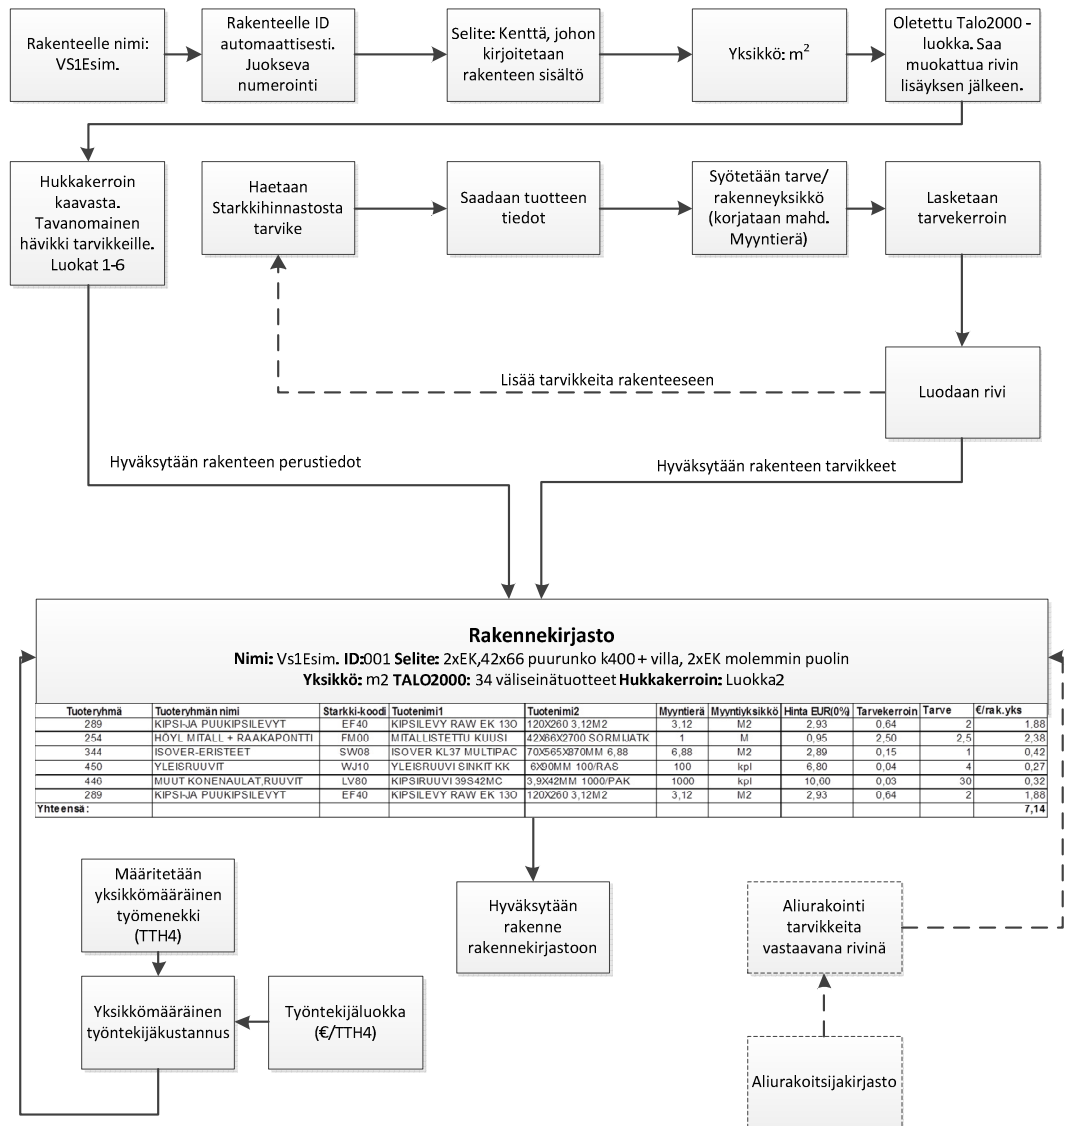 Rakenteelle nimi:
VS1Esim.
Rakenteelle ID
automaattisesti.
Juokseva
numerointi
Selite: Kenttä, johon
kirjoitetaan
rakenteen sisältö
Yksikkö: m²
Oletettu Talo2000 -
luokka. Saa
muokattua rivin
lisäyksen jälkeen.
Hukkakerroin
kaavasta.
Tavanomainen
hävikki tarvikkeille.
Luokat 1-6
Haetaan
Starkkihinnastosta
tarvike
Saadaan tuotteen
tiedot
Syötetään tarve/
rakenneyksikkö
(korjataan mahd.
Myyntierä)
Lasketaan
tarvekerroin
Lisää tarvikkeita rakenteeseen
Luodaan rivi
Hyväksytään rakenteen perustiedot
Hyväksytään rakenteen tarvikkeet
Rakennekirjasto
Nimi: Vs1Esim. ID:001 Selite: 2xEK,42x66 puurunko k400 + villa, 2xEK molemmin puolin
Yksikkö: m2 TALO2000: 34 väliseinätuotteet Hukkakerroin: Luokka2
Tuoteryhmä Tuoteryhmän nimi Starkki-koodi Tuotenimi1 Tuotenimi2 Myyntierä Myyntiyksikkö Hinta EUR(0%) Tarvekerroin Tarve €/rak.yks
289 KIPSI-JA PUUKIPSILEVYT EF40 KIPSILEVY RAW EK 13O 120X260 3,12M2 3,12 M2 2,93 0,64 2 1,88
254 HÖYL MITALL + RAAKAPONTTI FM00 MITALLISTETTU KUUSI 42X66X2700 SORMIJATK 1 M 0,95 2,50 2,5 2,38
344 ISOVER-ERISTEET SW08 ISOVER KL37 MULTIPAC 70X565X870MM 6,88 6,88 M2 2,89 0,15 1 0,42
450 YLEISRUUVIT WJ10 YLEISRUUVI SINKIT KK 6X90MM 100/RAS 100 kpl 6,80 0,04 4 0,27
446 MUUT KONENAULAT,RUUVIT LV80 KIPSIRUUVI 39S42MC 3,9X42MM 1000/PAK 1000 kpl 10,60 0,03 30 0,32
289 KIPSI-JA PUUKIPSILEVYT EF40 KIPSILEVY RAW EK 13O 120X260 3,12M2 3,12 M2 2,93 0,64 2 1,88
Yhteensä: 7,14
Määritetään
yksikkömääräinen
työmenekki
(TTH4)
Yksikkömääräinen
työntekijäkustannus
Työntekijäluokka
(€/TTH4)
Hyväksytään
rakenne
rakennekirjastoon
Aliurakointi
tarvikkeita
vastaavana rivinä
Aliurakoitsijakirjasto